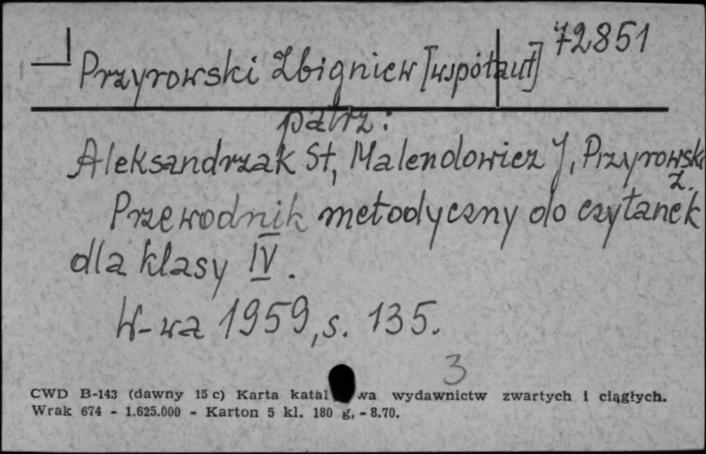 72851
Przyrowski Zbigniew [współaut]
patrz:
Aleksandrzak St, Malendowicz J, Przyrowski
Z.
Przewodnik metodyczny do czytanek
dla klasy IV.
W-wa 1959, s. 135.
3
CWD B-143 (dawny 15 c) Karta katal wa wydawnictw zwartych i ciągłych.
Wrak 674 - 1.625.000 - Karton 5 kl. 180 g, - 8.70.